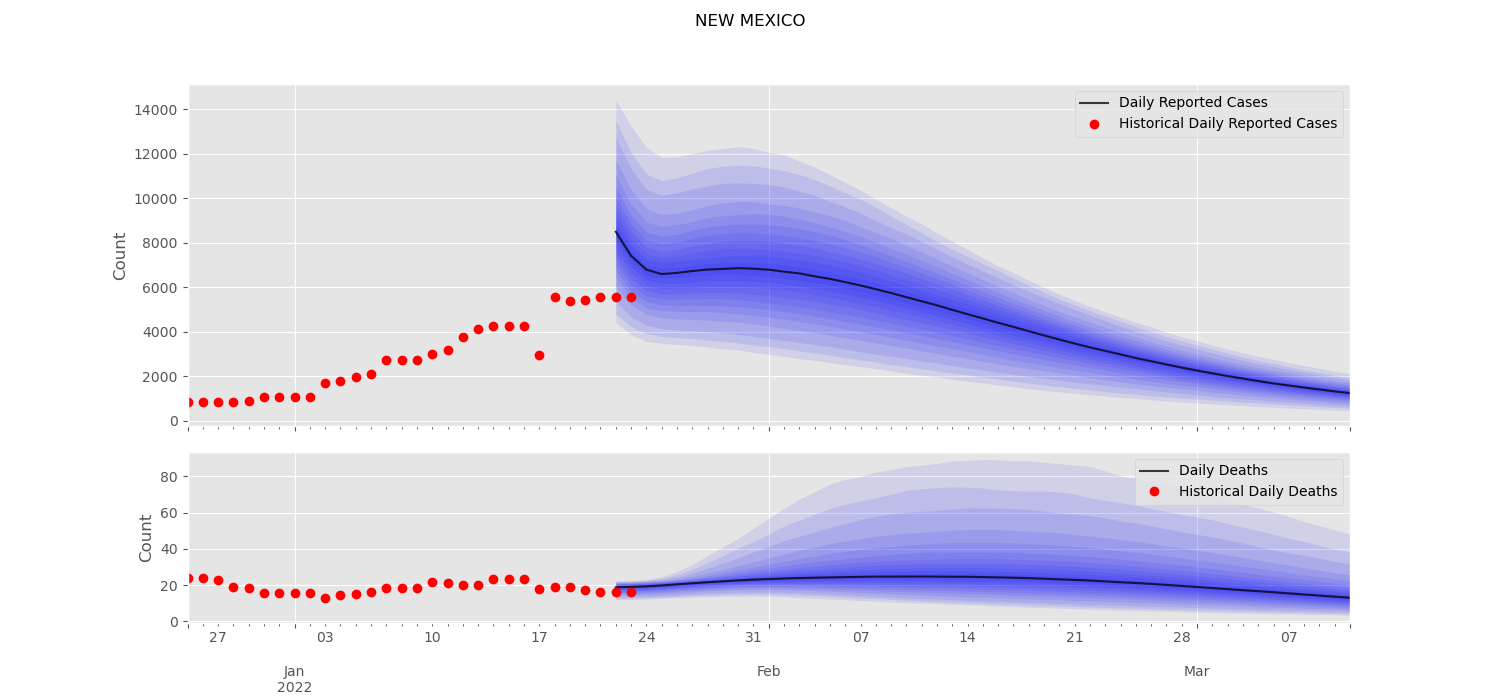 NEW MEXICO
14000
12000
10000
8000
6000
4000
2000
0
Count
Daily Reported Cases
Historical Daily Reported Cases
80
60
40
20
0
Count
Daily Deaths
Historical Daily Deaths
27 03 10 17 24 31 07 14 21 28 07
Jan Feb Mar
2022